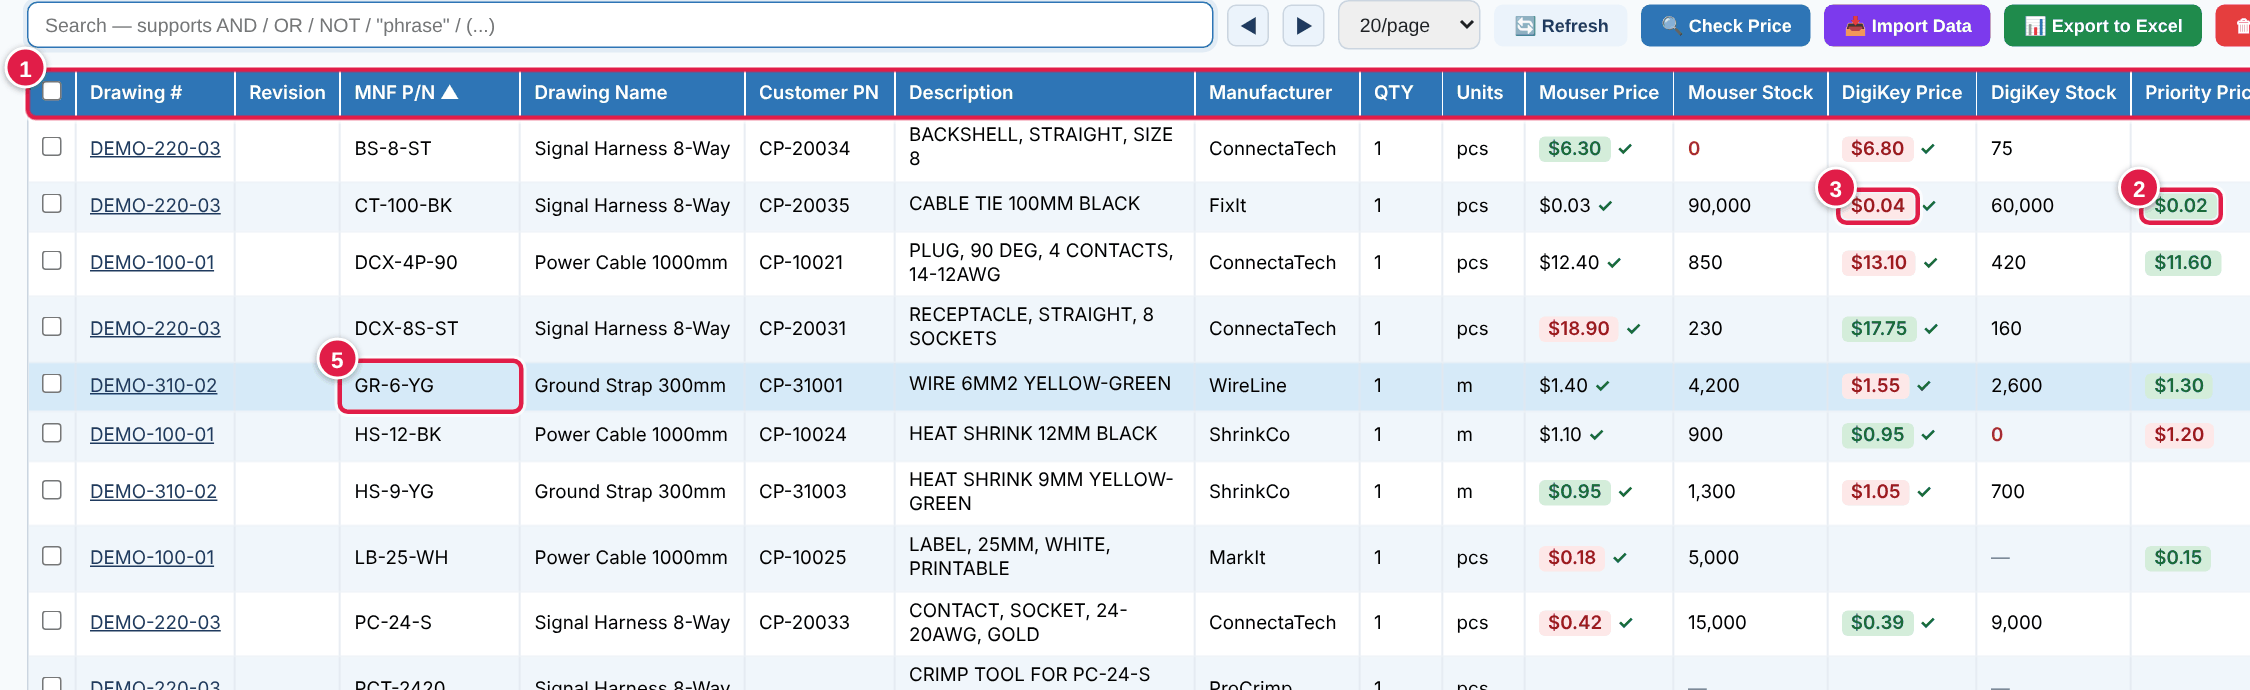 Search — supports AND / OR / NOT / "phrase" / (...)
◀ ▶ 20/page Refresh Check Price Import Data Export to Excel
1
Drawing # Revision MNF P/N ▲ Drawing Name Customer PN Description Manufacturer QTY Units Mouser Price Mouser Stock DigiKey Price DigiKey Stock Priority Pric
DEMO-220-03 BS-8-ST Signal Harness 8-Way CP-20034 BACKSHELL, STRAIGHT, SIZE ConnectaTech 1 pcs $6.30 ✓ 0 $6.80 ✓ 75
8
3 2
DEMO-220-03 CT-100-BK Signal Harness 8-Way CP-20035 CABLE TIE 100MM BLACK FixIt 1 pcs $0.03 ✓ 90,000 $0.04 ✓ 60,000 $0.02
DEMO-100-01 DCX-4P-90 Power Cable 1000mm CP-10021 PLUG, 90 DEG, 4 CONTACTS, ConnectaTech 1 pcs $12.40 ✓ 850 $13.10 ✓ 420 $11.60
14-12AWG
DEMO-220-03 DCX-8S-ST Signal Harness 8-Way CP-20031 RECEPTACLE, STRAIGHT, 8 ConnectaTech 1 pcs $18.90 ✓ 230 $17.75 ✓ 160
SOCKETS
5
DEMO-310-02 GR-6-YG Ground Strap 300mm CP-31001 WIRE 6MM2 YELLOW-GREEN WireLine 1 m $1.40 ✓ 4,200 $1.55 ✓ 2,600 $1.30
DEMO-100-01 HS-12-BK Power Cable 1000mm CP-10024 HEAT SHRINK 12MM BLACK ShrinkCo 1 m $1.10 ✓ 900 $0.95 ✓ 0 $1.20
DEMO-310-02 HS-9-YG Ground Strap 300mm CP-31003 HEAT SHRINK 9MM YELLOW- ShrinkCo 1 m $0.95 ✓ 1,300 $1.05 ✓ 700
GREEN
DEMO-100-01 LB-25-WH Power Cable 1000mm CP-10025 LABEL, 25MM, WHITE, MarkIt 1 pcs $0.18 ✓ 5,000 — $0.15
PRINTABLE
DEMO-220-03 PC-24-S Signal Harness 8-Way CP-20033 CONTACT, SOCKET, 24- ConnectaTech 1 pcs $0.42 ✓ 15,000 $0.39 ✓ 9,000
20AWG, GOLD
DEMO-220-03 PCT-2420 Signal Harness 8-Way CRIMP TOOL FOR PC-24-S ProCrimp 1 pcs — —